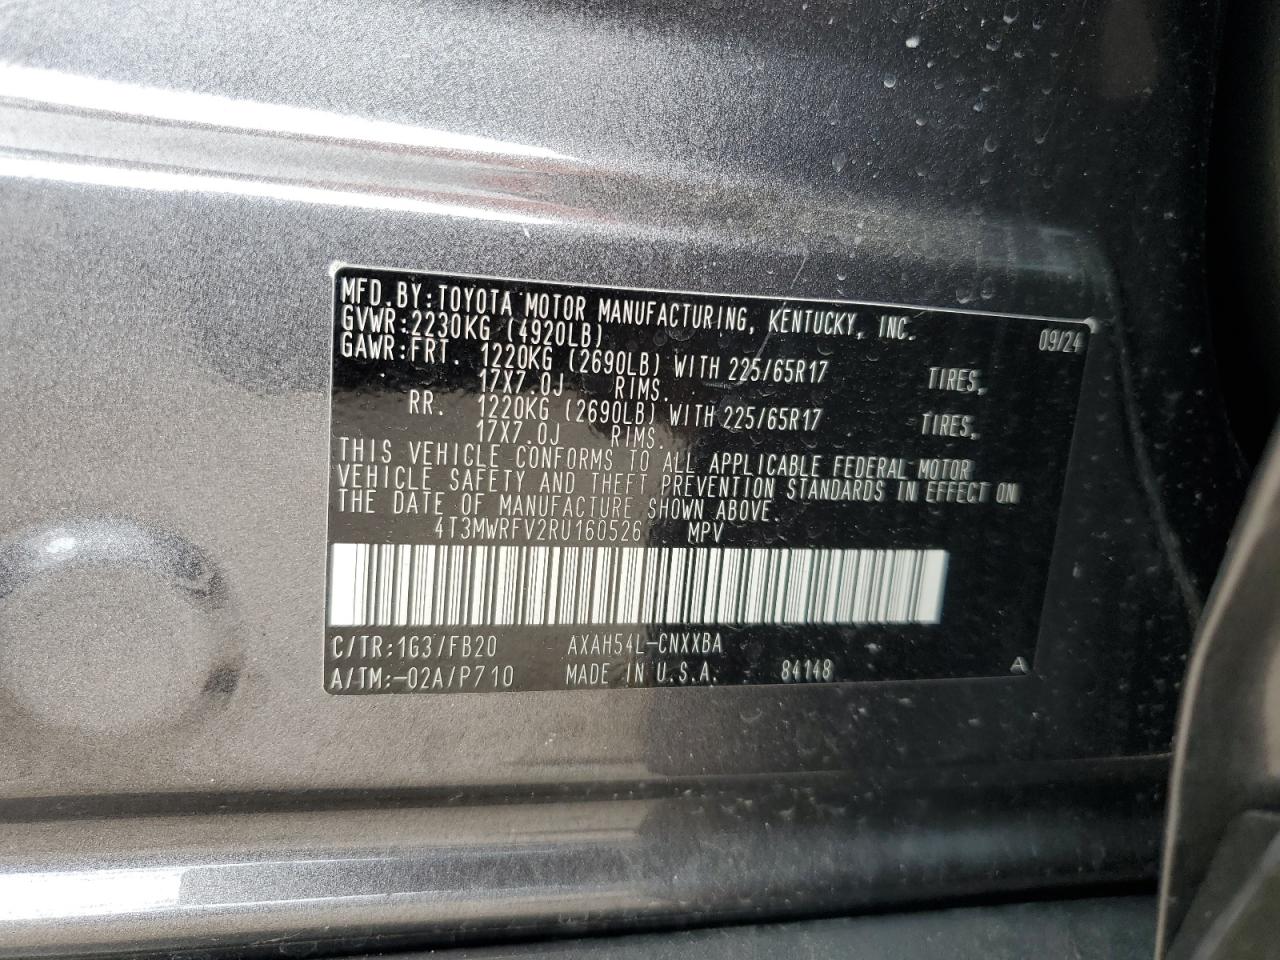 MFD.BY:TOYOTA MOTOR MANUFACTURING, KENTUCKY, INC.
GVWR:2230KG (4920LB) 09/24
GAWR:FRT. 1220KG (2690LB) WITH 225/65R17 TIRES,
17X7.0J RIMS.
RR. 1220KG (2690LB) WITH 225/65R17 TIRES,
17X7.0J RIMS.
THIS VEHICLE CONFORMS TO ALL APPLICABLE FEDERAL MOTOR
VEHICLE SAFETY AND THEFT PREVENTION STANDARDS IN EFFECT ON
THE DATE OF MANUFACTURE SHOWN ABOVE.
4T3MWRFV2RU160526 MPV
C/TR:1G3/FB20 AXAH54L-CNXXBA
A/TM:-02A/P710 MADE IN U.S.A. 84148 A